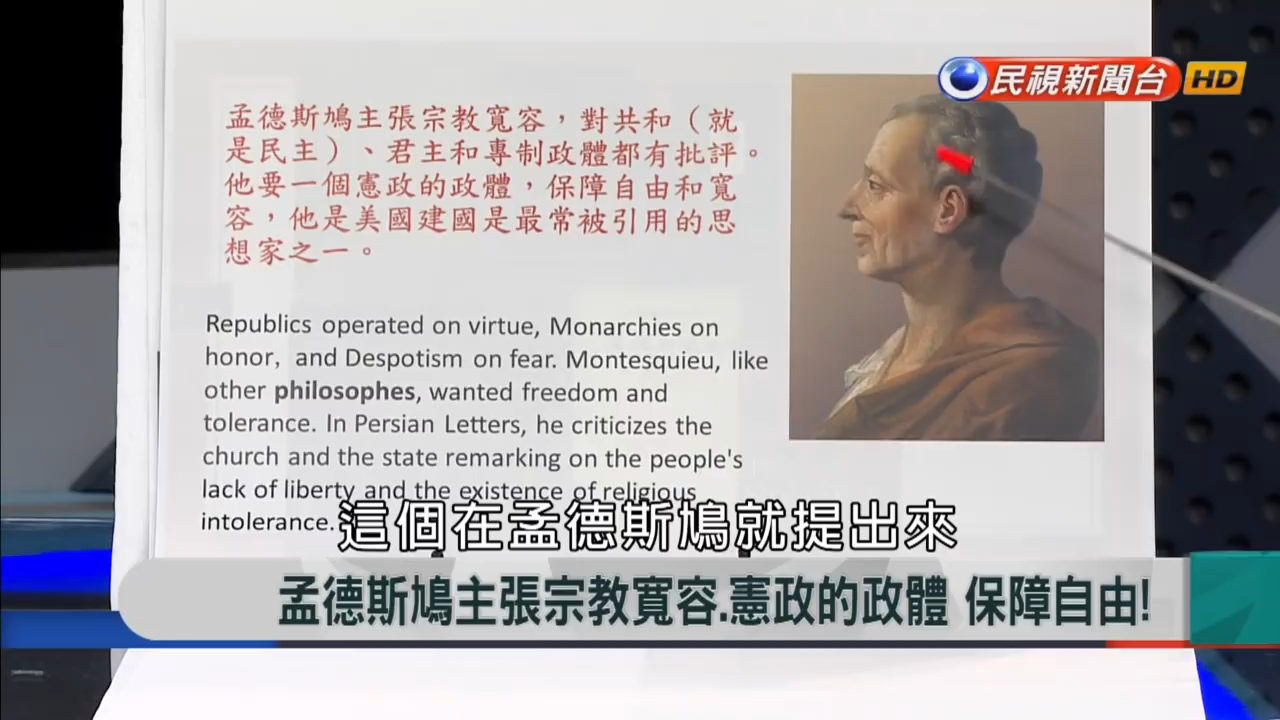 民視新聞台 HD
孟德斯鳩主張宗教寬容，對共和（就
是民主）、君主和專制政體都有批評。
他要一個憲政的政體，保障自由和寬
容，他是美國建國是最常被引用的思
想家之一。
Republics operated on virtue, Monarchies on
honor, and Despotism on fear. Montesquieu, like
other philosophes, wanted freedom and
tolerance. In Persian Letters, he criticizes the
church and the state remarking on the people's
lack of liberty and the existence of religious
intolerance.
這個在孟德斯鳩就提出來
孟德斯鳩主張宗教寬容.憲政的政體 保障自由!